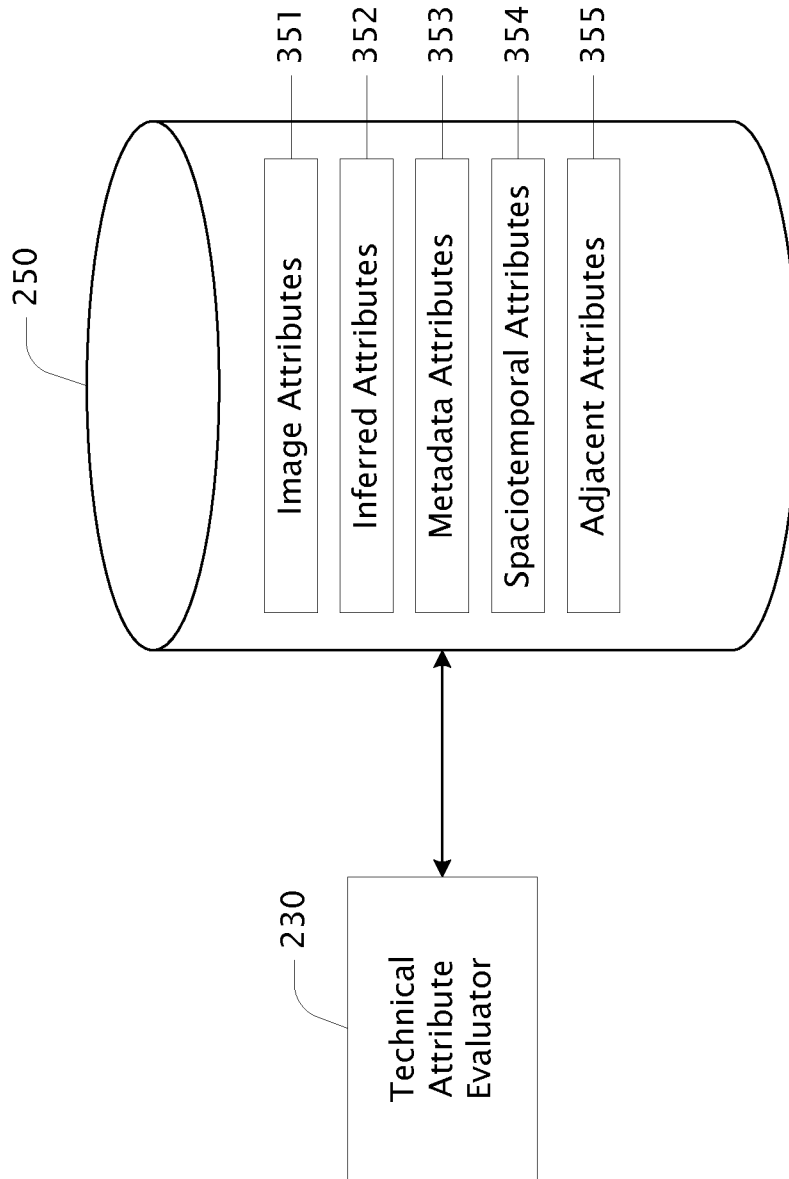 250
Image Attributes
351
Inferred Attributes
352
Metadata Attributes
353
Spaciotemporal Attributes
354
Adjacent Attributes
355
230
Technical
Attribute
Evaluator